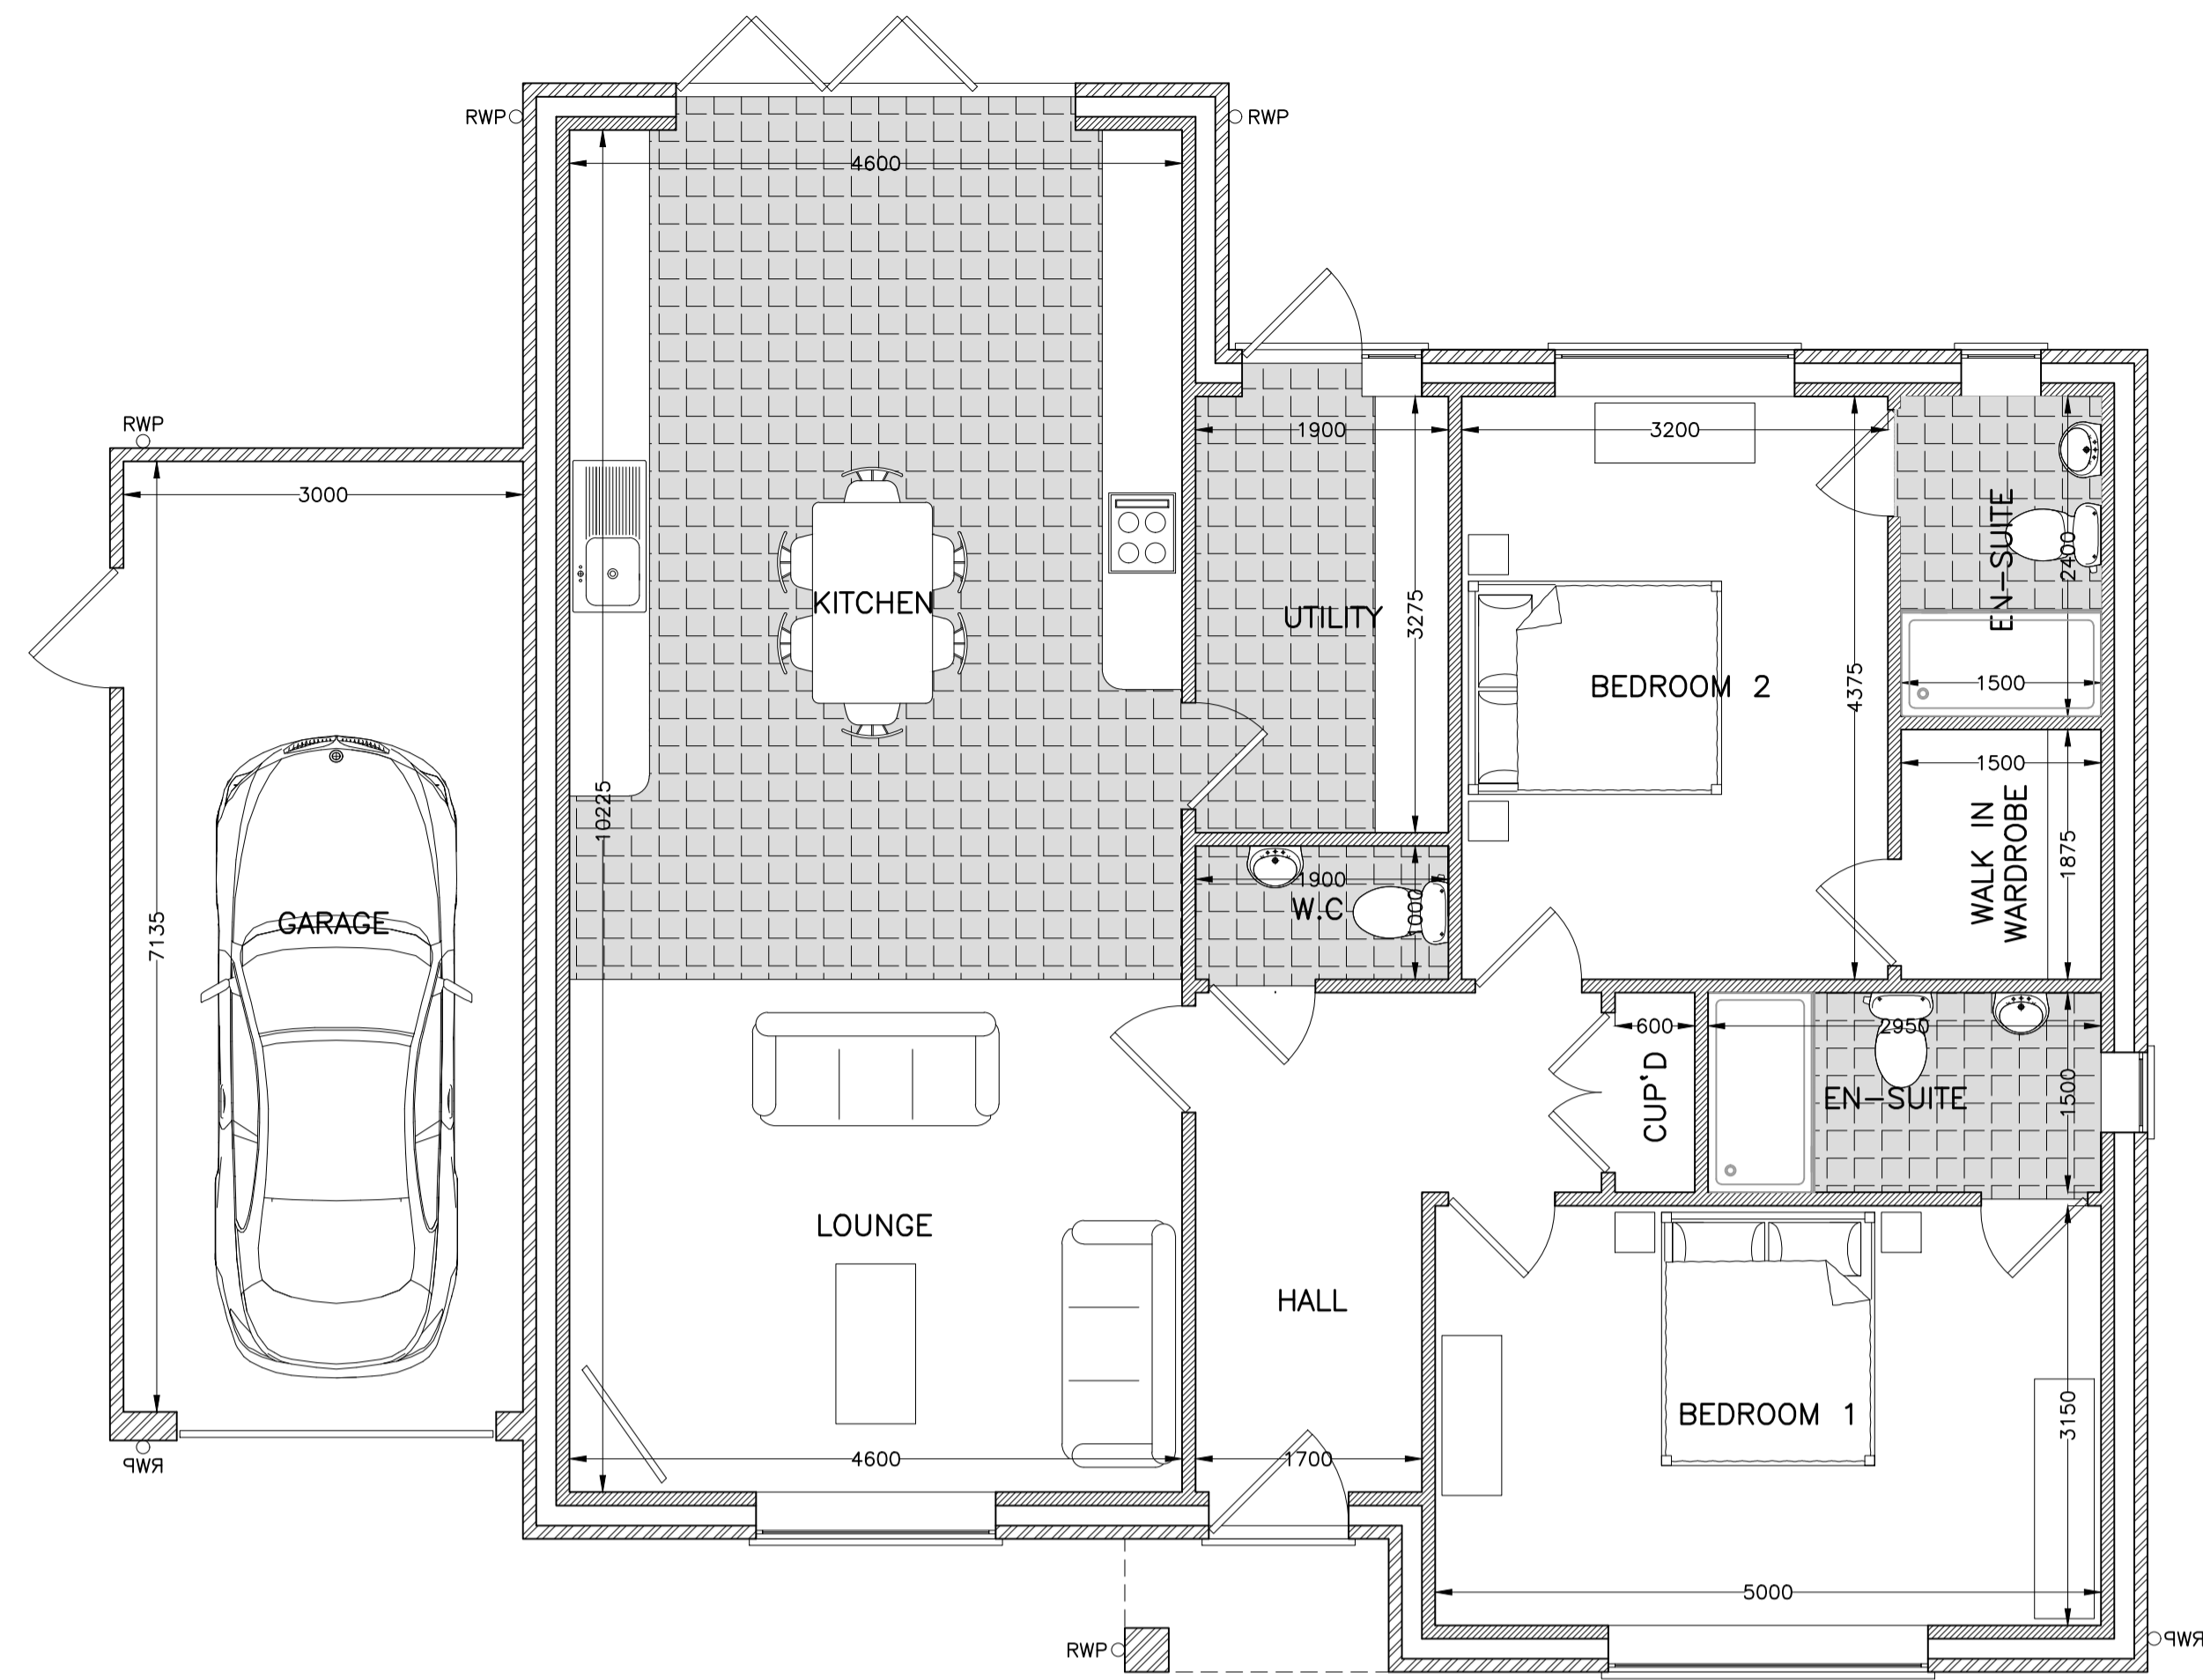 RWP
RWP
4600
RWP
3000
1900
3200
EN-SUITE
2400
KITCHEN
UTILITY
3275
BEDROOM 2
4375
1500
1500
WALK IN
WARDROBE
1875
10225
GARAGE
7135
1900
W.C
1000
600
CUP'D
2950
EN-SUITE
1500
LOUNGE
HALL
BEDROOM 1
3150
4600
1700
RWP
5000
RWP
RWP